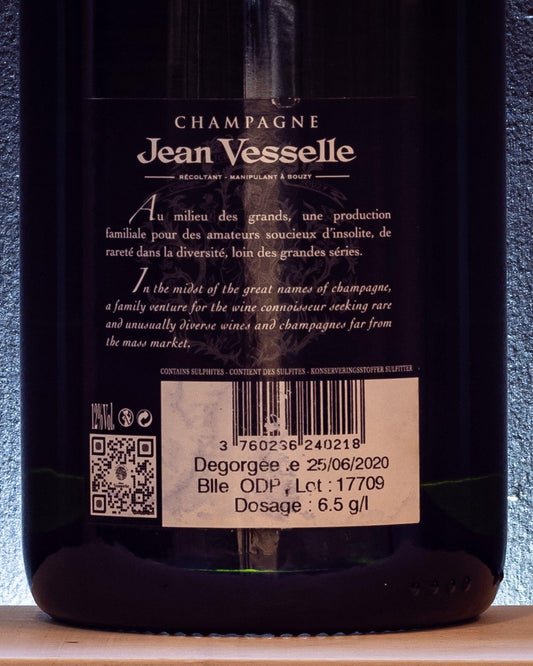 CHAMPAGNE
Jean Vesselle
RÉCOLTANT - MANIPULANT À BOUZY
Au milieu des grands, une production
familiale pour des amateurs soucieux d'insolite, de
rareté dans la diversité, loin des grandes séries.
In the midst of the great names of champagne,
a family venture for the wine connoisseur seeking rare
and unusually diverse wines and champagnes far from
the mass market.
CONTAINS SULPHITES - CONTIENT DES SULFITES - KONSERVERINGSSTOFFER SULFITTER
12%Vol.
3 760236 240218
Degorgée le 25/06/2020
Blle ODP, Lot : 17709
Dosage : 6.5 g/l